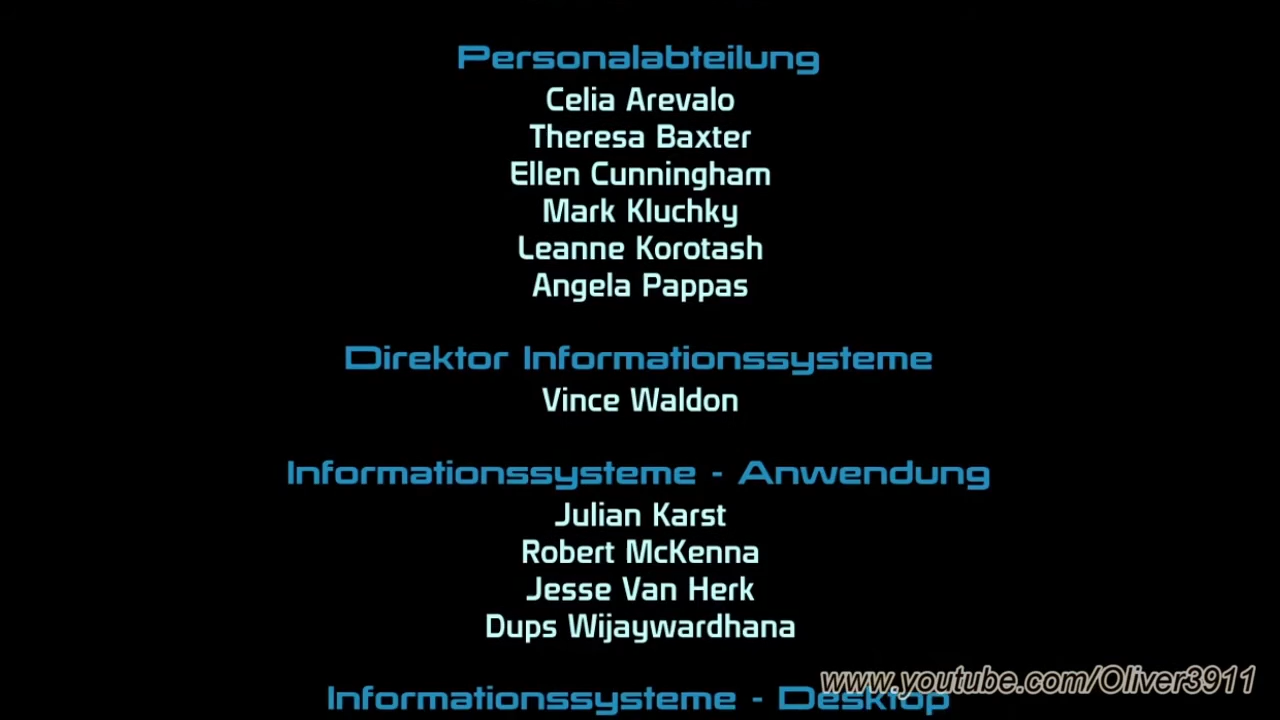 Personalabteilung
Celia Arevalo
Theresa Baxter
Ellen Cunningham
Mark Kluchky
Leanne Korotash
Angela Pappas
Direktor Informationssysteme
Vince Waldon
Informationssysteme - Anwendung
Julian Karst
Robert McKenna
Jesse Van Herk
Dups Wijaywardhana
Informationssysteme - Desktop
www.youtube.com/Oliver3911